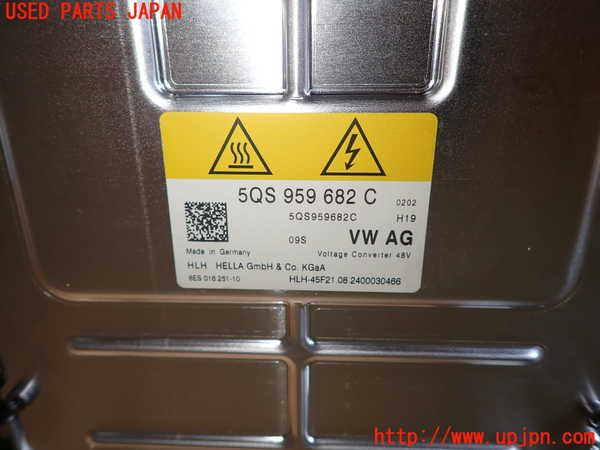 USED PARTS JAPAN
5QS 959 682 C 0202
5QS959682C H19
09S VW AG
Made in Germany Voltage Converter 48V
HLH HELLA GmbH & Co. KGaA
8ES 016.251-10 HLH-45F21.08 2400030466
http://www.upjpn.com